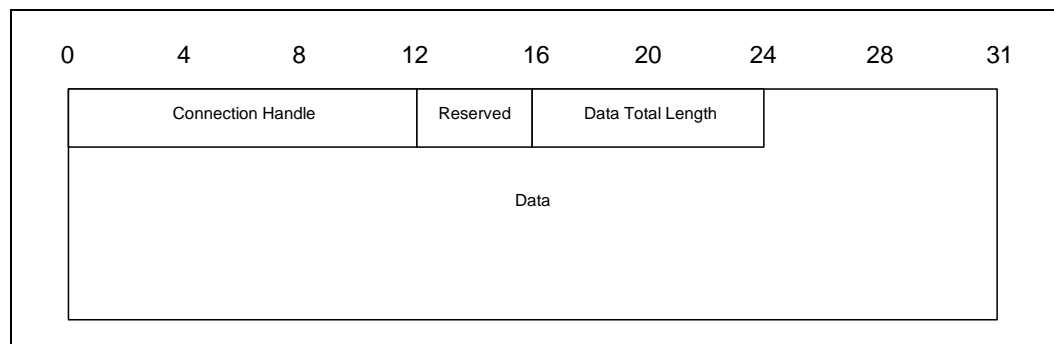 0 4 8 12 16 20 24 28 31
Connection Handle Reserved Data Total Length
Data